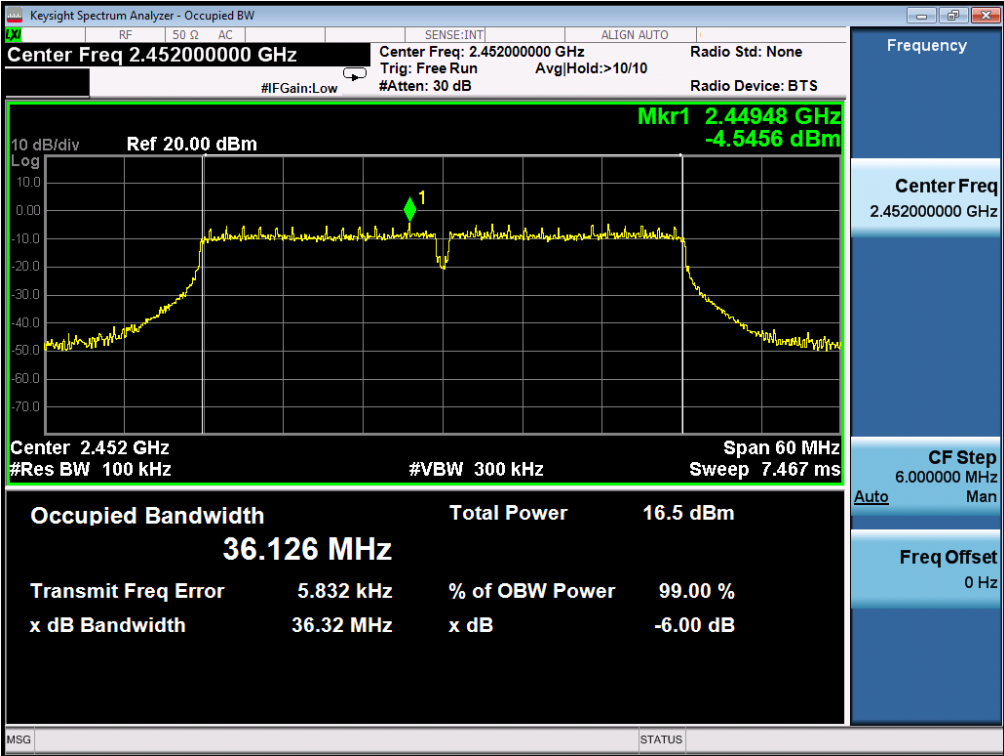 Keysight Spectrum Analyzer - Occupied BW
LXI
RF 50 Ω AC SENSE:INT ALIGN AUTO
Center Freq 2.452000000 GHz
#IFGain:Low
Center Freq: 2.452000000 GHz
Trig: Free Run Avg|Hold:>10/10
#Atten: 30 dB
Radio Std: None
Radio Device: BTS
Mkr1 2.44948 GHz
-4.5456 dBm
10 dB/div Ref 20.00 dBm
Log
10.0
0.00
-10.0
-20.0
-30.0
-40.0
-50.0
-60.0
-70.0
1
Center 2.452 GHz Span 60 MHz
#Res BW 100 kHz #VBW 300 kHz Sweep 7.467 ms
Occupied Bandwidth Total Power 16.5 dBm
36.126 MHz
Transmit Freq Error 5.832 kHz % of OBW Power 99.00 %
x dB Bandwidth 36.32 MHz x dB -6.00 dB
MSG STATUS
Frequency
Center Freq
2.452000000 GHz
CF Step
6.000000 MHz
Auto Man
Freq Offset
0 Hz